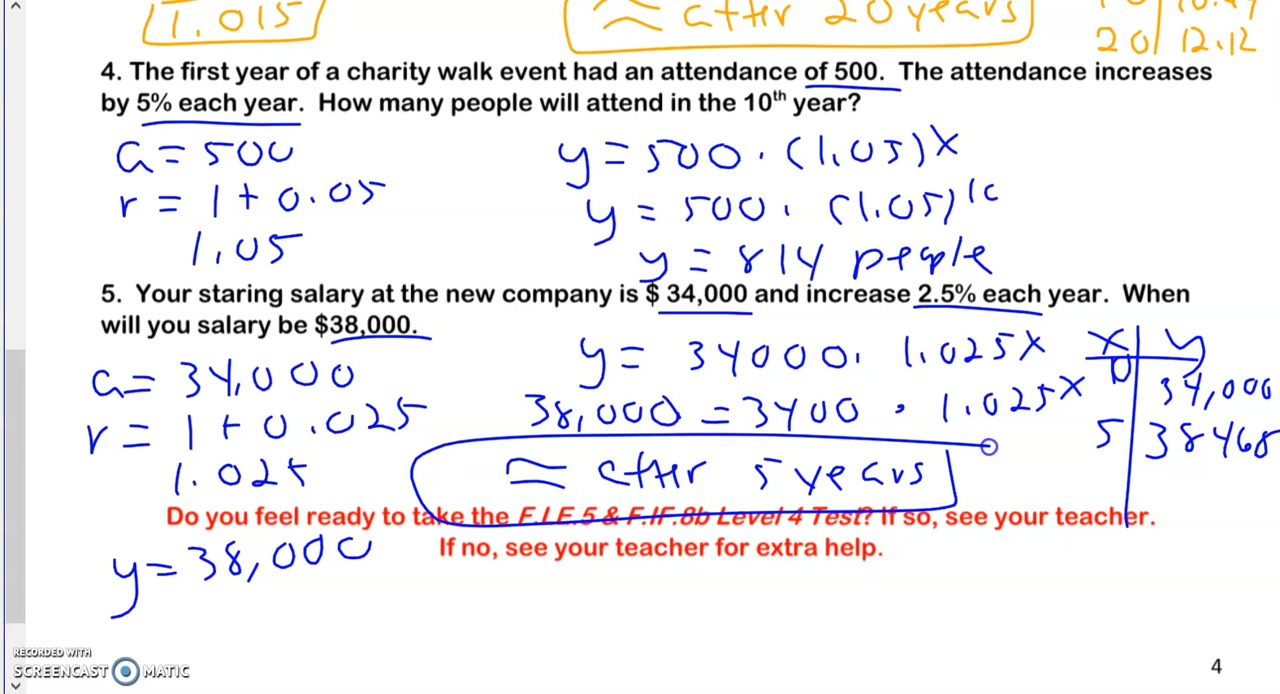 1.015
≈ after 20 years
20 12.12
4. The first year of a charity walk event had an attendance of 500. The attendance increases
by 5% each year. How many people will attend in the 10th year?
a = 500
r = 1 + 0.05
1.05
y = 500 · (1.05)x
y = 500 · (1.05)10
y = 814 people
5. Your staring salary at the new company is $ 34,000 and increase 2.5% each year. When
will you salary be $38,000.
a = 34,000
r = 1 + 0.025
1.025
y = 38,000
y = 34000 · 1.025x
38,000 = 3400 · 1.025x
≈ after 5 years
x y
0 34,000
5 38468
Do you feel ready to take the F.LE.5 & F.IF.8b Level 4 Test? If so, see your teacher.
If no, see your teacher for extra help.
RECORDED WITH
SCREENCAST MATIC
4